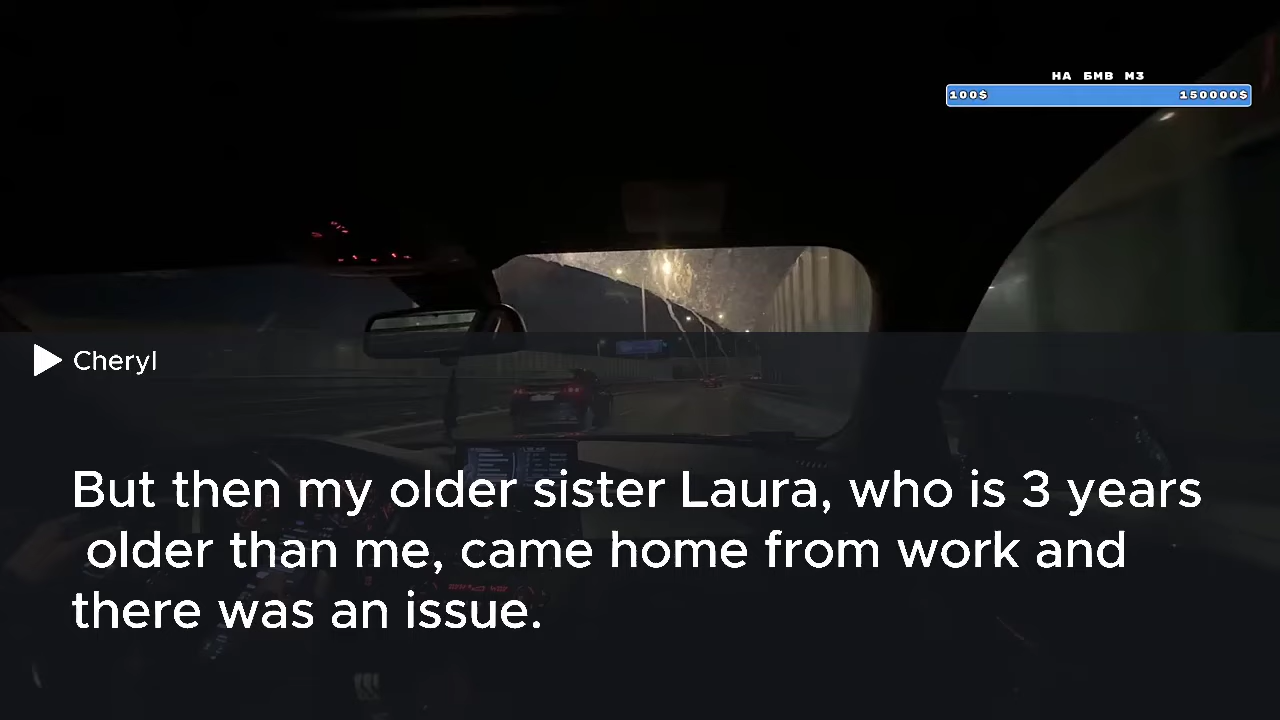 НА БМВ М3
100$ 150000$
Cheryl
But then my older sister Laura, who is 3 years
older than me, came home from work and
there was an issue.